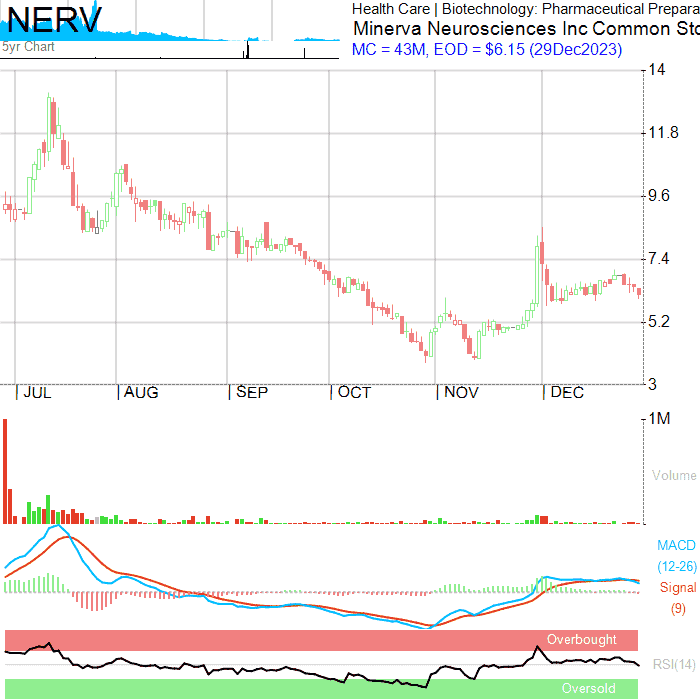 NERV
5yr Chart
Health Care | Biotechnology: Pharmaceutical Prepara
Minerva Neurosciences Inc Common Sto
MC = 43M, EOD = $6.15 (29Dec2023)
14
11.8
9.6
7.4
5.2
3
JUL AUG SEP OCT NOV DEC
1M
Volume
MACD
(12-26)
Signal
(9)
Overbought
RSI(14)
Oversold